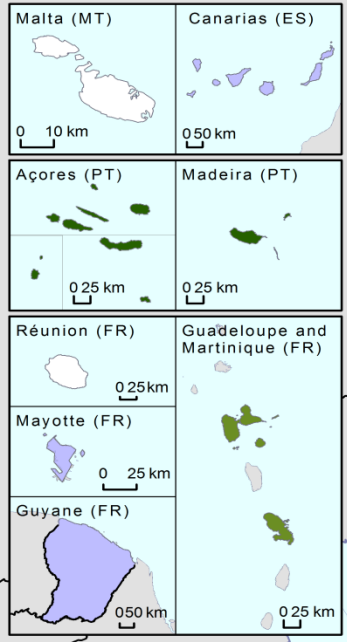 Malta (MT)
0 10 km
Canarias (ES)
0 50 km
Açores (PT)
0 25 km
Madeira (PT)
0 25 km
Réunion (FR)
0 25 km
Mayotte (FR)
0 25 km
Guyane (FR)
0 50 km
Guadeloupe and
Martinique (FR)
0 25 km